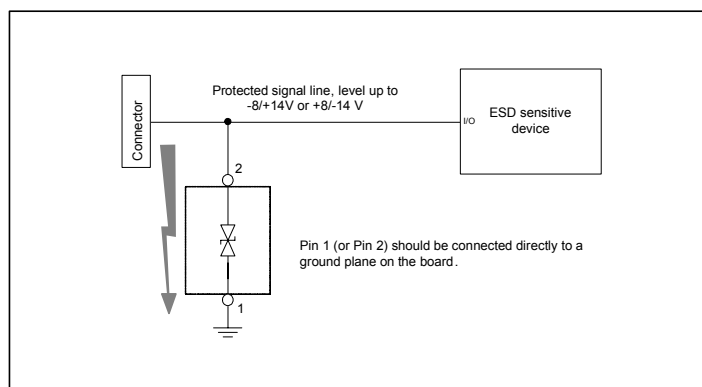 Protected signal line, level up to
-8/+14V or +8/-14 V
Connector
I/O
ESD sensitive
device
2
Pin 1 (or Pin 2) should be connected directly to a
ground plane on the board.
1